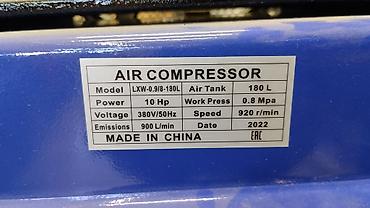 AIR COMPRESSOR
Model LXW-0.9/8-180L Air Tank 180 L
Power 10 Hp Work Press 0.8 Mpa
Voltage 380V/50Hz Speed 920 r/min
Emissions 900 L/min Date 2022
MADE IN CHINA EAC